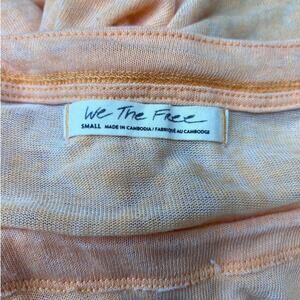 We The Free
SMALL MADE IN CAMBODIA / FABRIQUÉ AU CAMBODGE